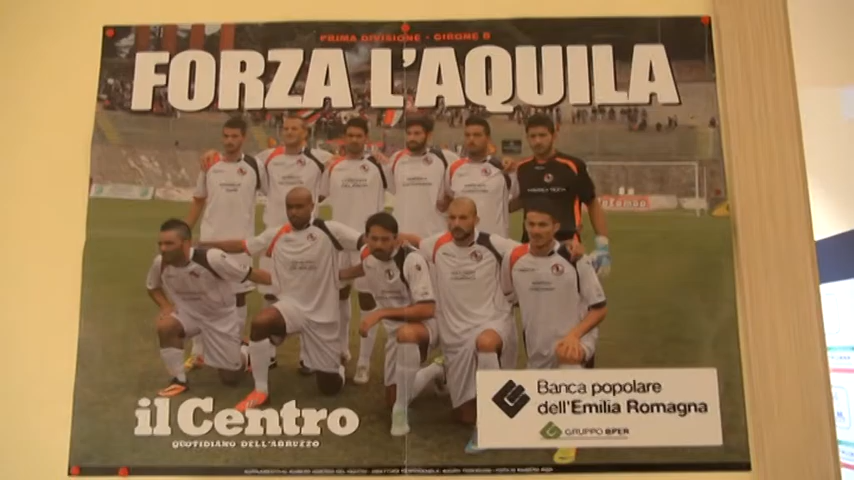 PRIMA DIVISIONE - GIRONE B
FORZA L'AQUILA
il Centro
QUOTIDIANO DELL'ABRUZZO
Banca popolare
dell'Emilia Romagna
GRUPPO BPER